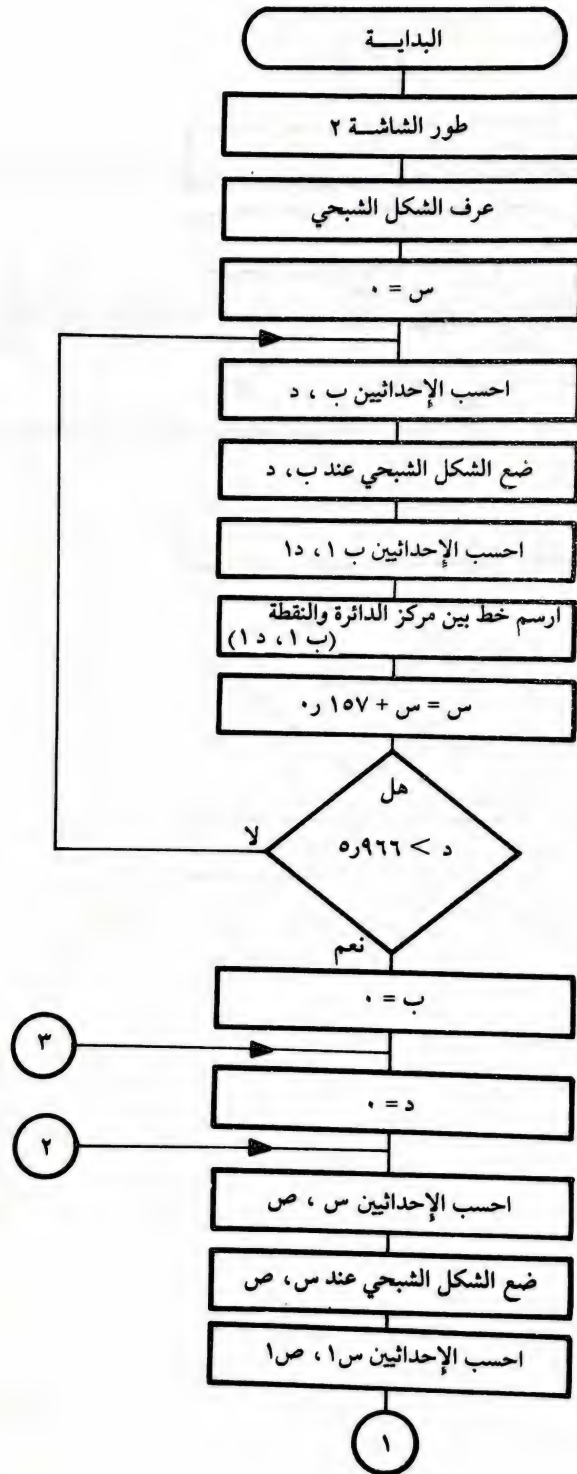 البدايـــة
طور الشاشــة ٢
عرف الشكل الشبحي
س = ٠
احسب الإحداثيين ب ، د
ضع الشكل الشبحي عند ب، د
احسب الإحداثيين ب ١، د١
ارسم خط بين مركز الدائرة والنقطة
(ب ١، د ١)
س = س + ١٥٧ ر٠
هل
د > ٩٦٦ر٥
لا
نعم
ب = ٠
٣
د = ٠
٢
احسب الإحداثيين س ، ص
ضع الشكل الشبحي عند س، ص
احسب الإحداثيين س١، ص١
١